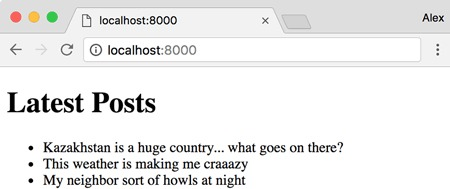 localhost:8000
Alex
localhost:8000
Latest Posts
Kazakhstan is a huge country... what goes on there?
This weather is making me craaazy
My neighbor sort of howls at night